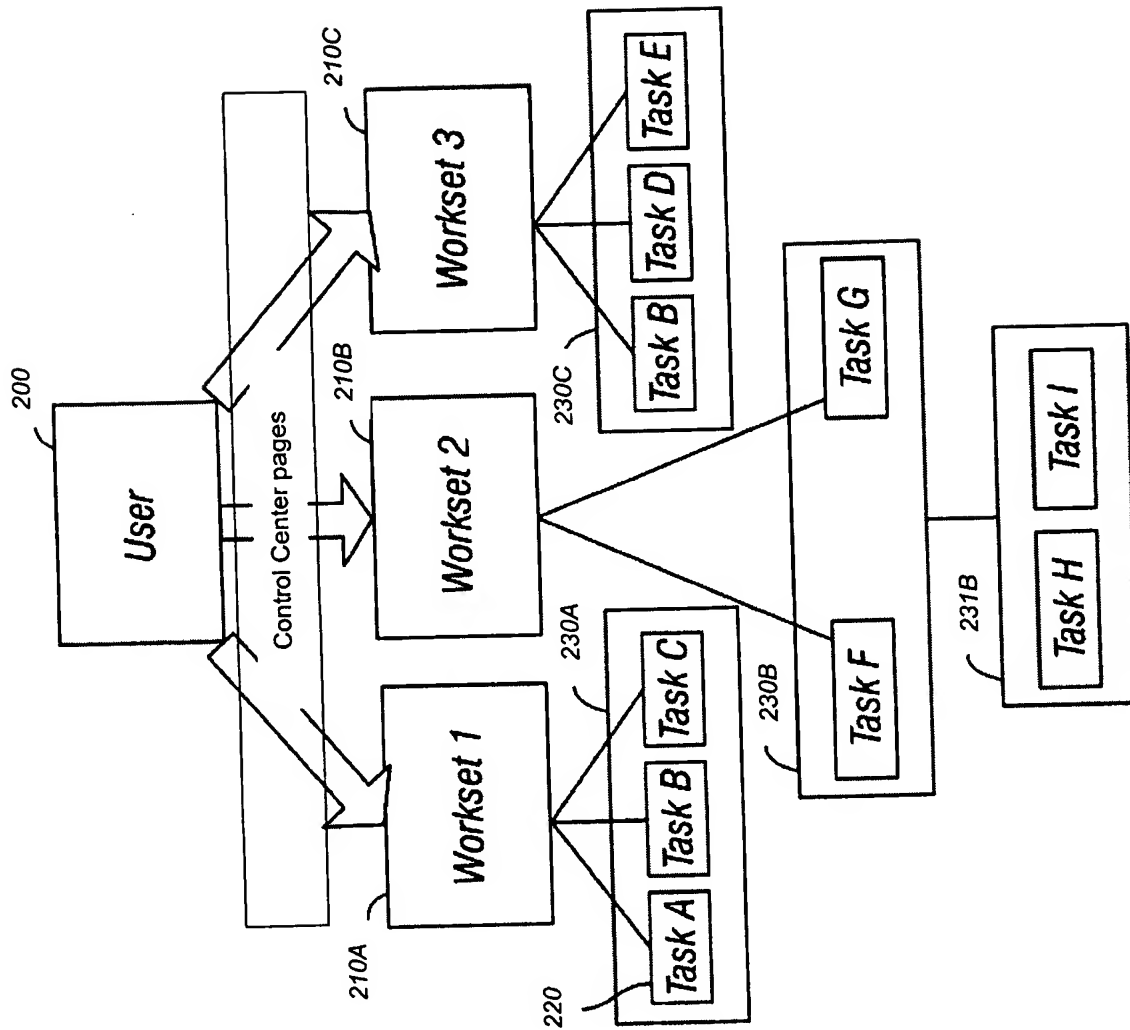 200
User
Control Center pages
210A
210B
210C
Workset 1
Workset 2
Workset 3
220
230A
Task A
Task B
Task C
230C
Task B
Task D
Task E
230B
Task F
Task G
231B
Task H
Task I